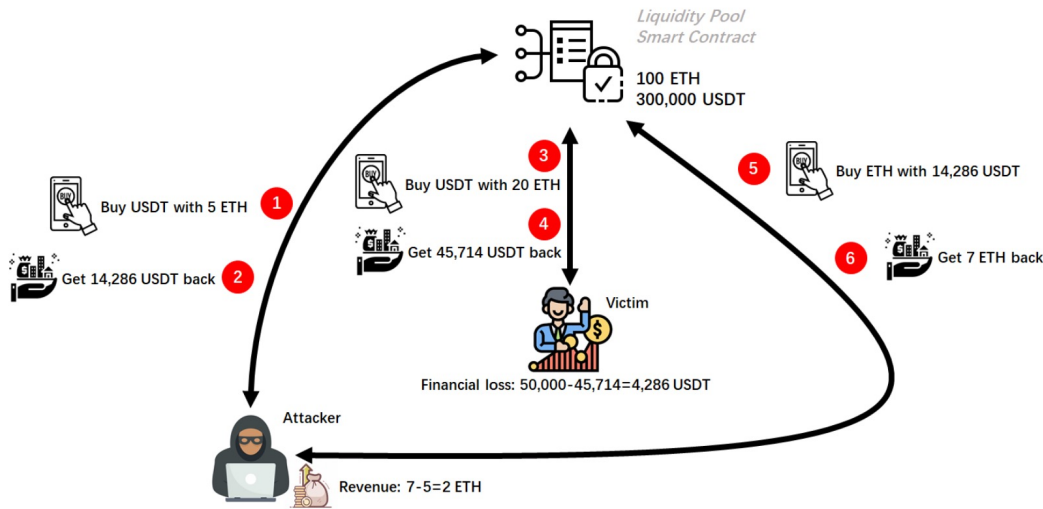 Liquidity Pool
Smart Contract
100 ETH
300,000 USDT
1
Buy USDT with 5 ETH
2
Get 14,286 USDT back
3
BUY
Buy USDT with 20 ETH
4
Get 45,714 USDT back
5
BUY
Buy ETH with 14,286 USDT
6
Get 7 ETH back
BUY
Victim
Financial loss: 50,000-45,714=4,286 USDT
Attacker
Revenue: 7-5=2 ETH